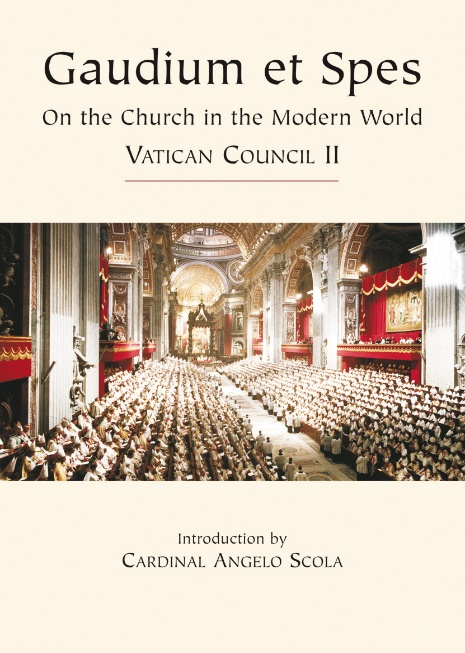 Gaudium et Spes
On the Church in the Modern World
VATICAN COUNCIL II
Introduction by
CARDINAL ANGELO SCOLA